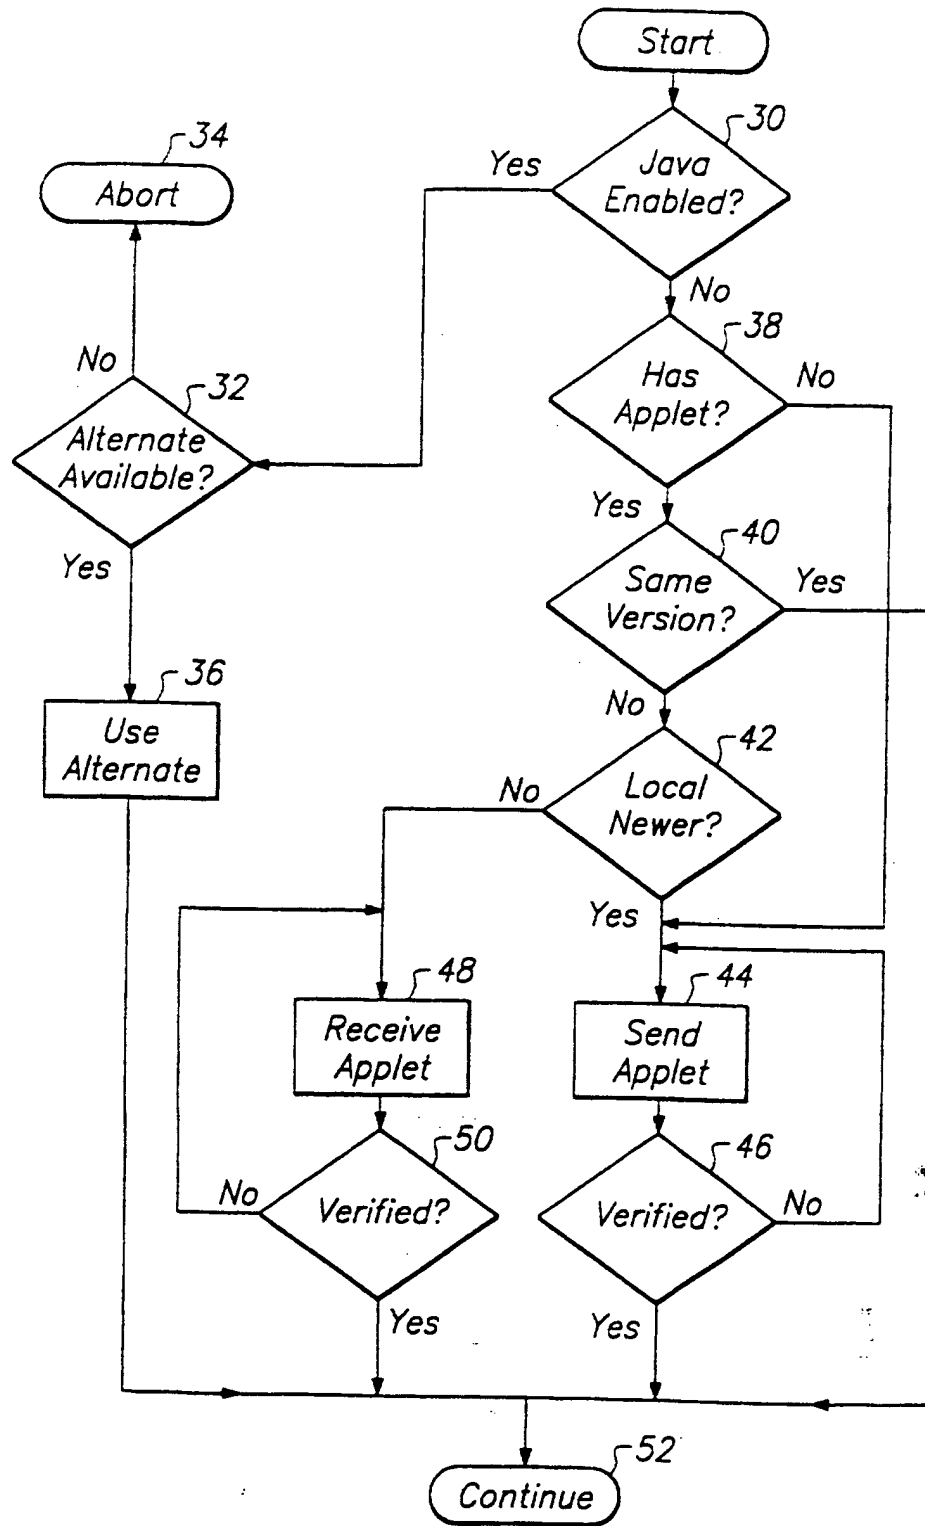 Start
30
Java
Enabled?
Yes
No
34
Abort
No
32
Alternate
Available?
Yes
36
Use
Alternate
38
Has
Applet?
No
Yes
40
Same
Version?
Yes
No
42
Local
Newer?
No
Yes
48
Receive
Applet
44
Send
Applet
50
Verified?
No
Yes
46
Verified?
No
Yes
52
Continue